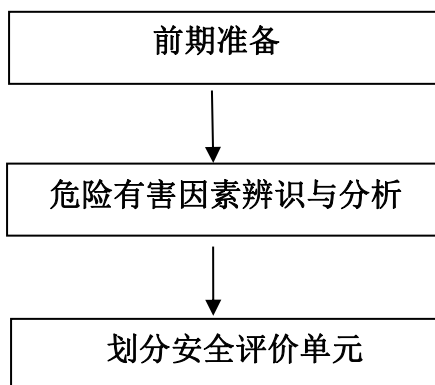 前期准备
危险有害因素辨识与分析
划分安全评价单元